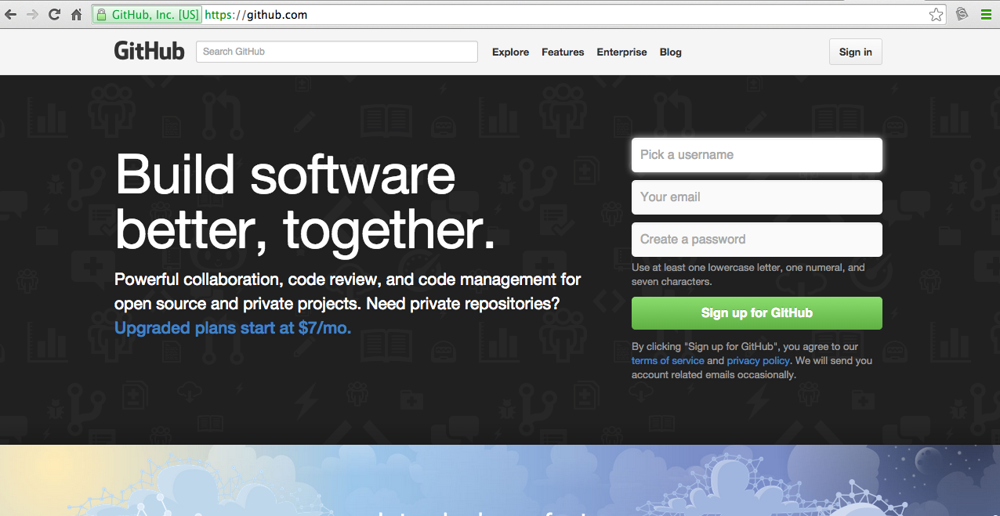 GitHub, Inc. [US] https://github.com
GitHub
Search GitHub
Explore Features Enterprise Blog
Sign in
Build software
better, together.
Powerful collaboration, code review, and code management for
open source and private projects. Need private repositories?
Upgraded plans start at $7/mo.
Pick a username
Your email
Create a password
Use at least one lowercase letter, one numeral, and
seven characters.
Sign up for GitHub
By clicking "Sign up for GitHub", you agree to our
terms of service and privacy policy. We will send you
account related emails occasionally.